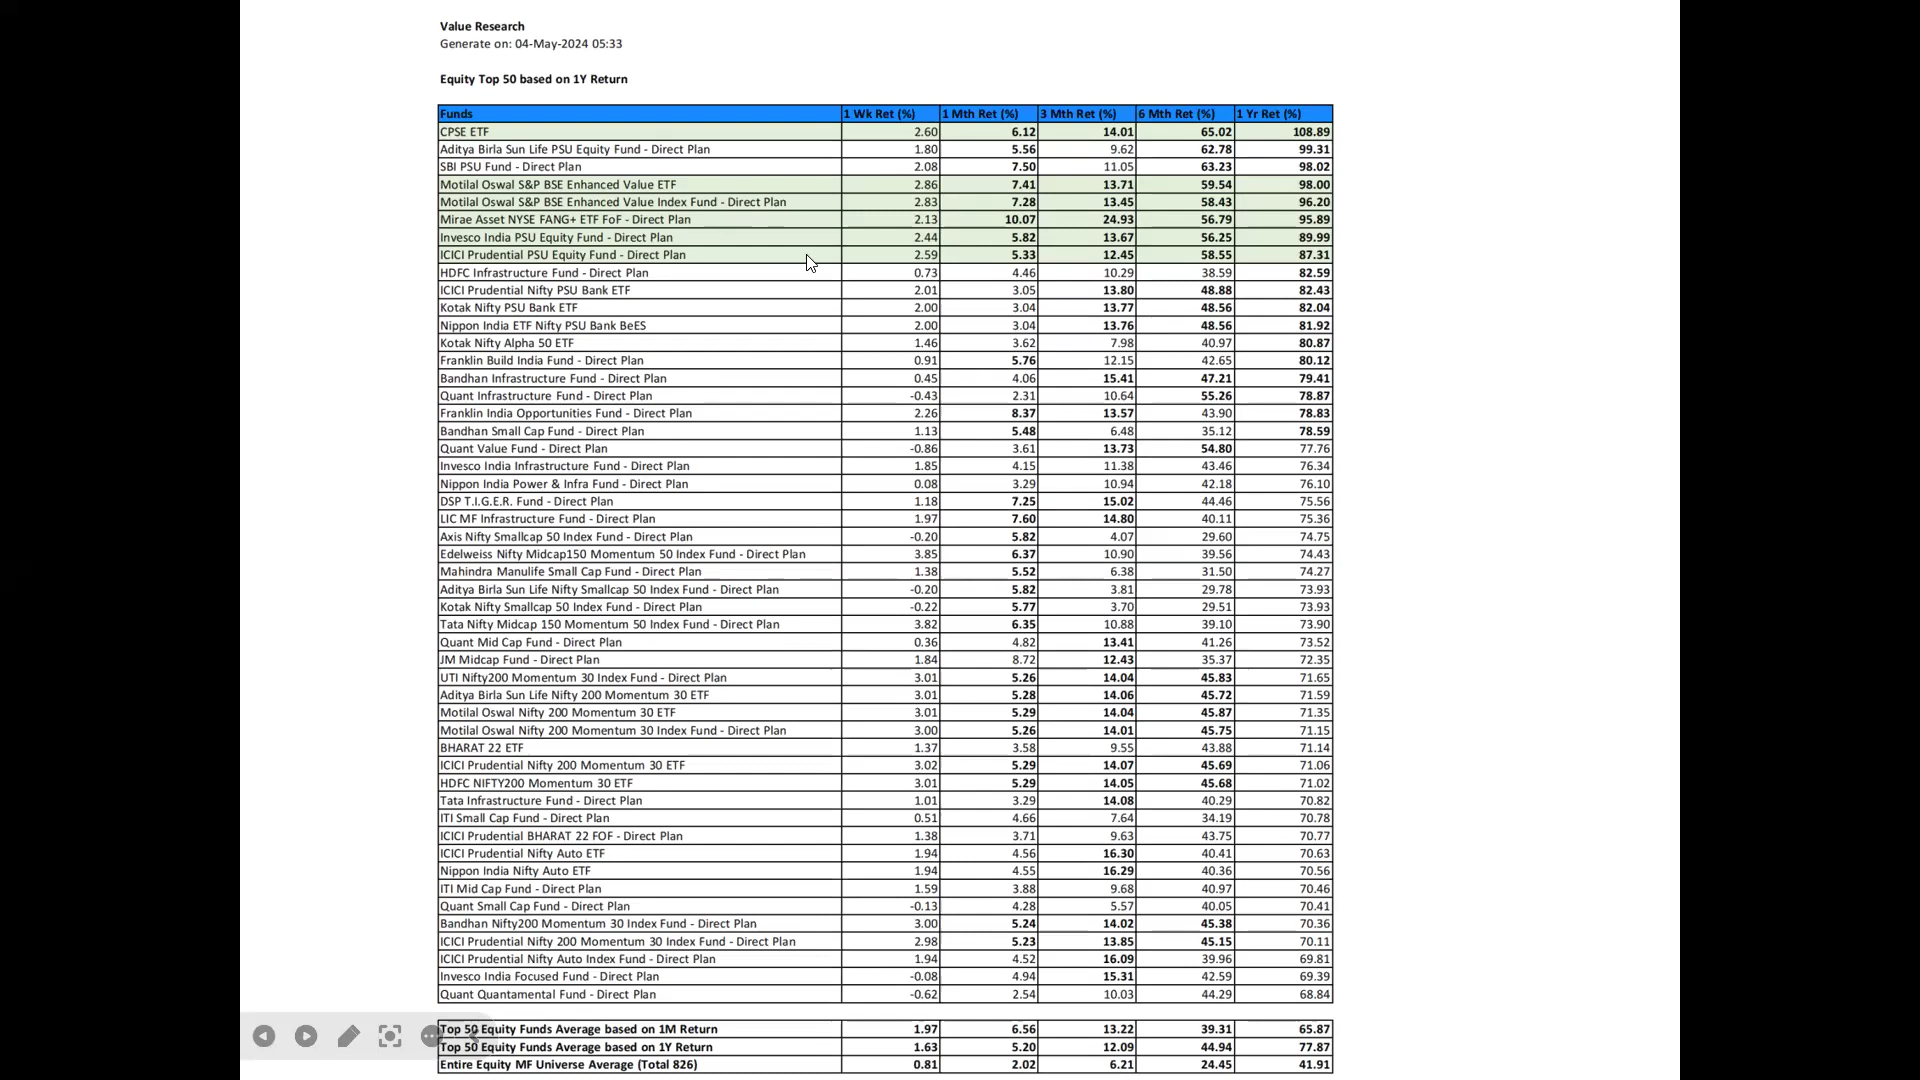 Value Research
Generate on: 04-May-2024 05:33
Equity Top 50 based on 1Y Return
Funds 1 Wk Ret (%) 1 Mth Ret (%) 3 Mth Ret (%) 6 Mth Ret (%) 1 Yr Ret (%)
CPSE ETF 2.60 6.12 14.01 65.02 108.89
Aditya Birla Sun Life PSU Equity Fund - Direct Plan 1.80 5.56 9.62 62.78 99.31
SBI PSU Fund - Direct Plan 2.08 7.50 11.05 63.23 98.02
Motilal Oswal S&P BSE Enhanced Value ETF 2.86 7.41 13.71 59.54 98.00
Motilal Oswal S&P BSE Enhanced Value Index Fund - Direct Plan 2.83 7.28 13.45 58.43 96.20
Mirae Asset NYSE FANG+ ETF FoF - Direct Plan 2.13 10.07 24.93 56.79 95.89
Invesco India PSU Equity Fund - Direct Plan 2.44 5.82 13.67 56.25 89.99
ICICI Prudential PSU Equity Fund - Direct Plan 2.59 5.33 12.45 58.55 87.31
HDFC Infrastructure Fund - Direct Plan 0.73 4.46 10.29 38.59 82.59
ICICI Prudential Nifty PSU Bank ETF 2.01 3.05 13.80 48.88 82.43
Kotak Nifty PSU Bank ETF 2.00 3.04 13.77 48.56 82.04
Nippon India ETF Nifty PSU Bank BeES 2.00 3.04 13.76 48.56 81.92
Kotak Nifty Alpha 50 ETF 1.46 3.62 7.98 40.97 80.87
Franklin Build India Fund - Direct Plan 0.91 5.76 12.15 42.65 80.12
Bandhan Infrastructure Fund - Direct Plan 0.45 4.06 15.41 47.21 79.41
Quant Infrastructure Fund - Direct Plan -0.43 2.31 10.64 55.26 78.87
Franklin India Opportunities Fund - Direct Plan 2.26 8.37 13.57 43.90 78.83
Bandhan Small Cap Fund - Direct Plan 1.13 5.48 6.48 35.12 78.59
Quant Value Fund - Direct Plan -0.86 3.61 13.73 54.80 77.76
Invesco India Infrastructure Fund - Direct Plan 1.85 4.15 11.38 43.46 76.34
Nippon India Power & Infra Fund - Direct Plan 0.08 3.29 10.94 42.18 76.10
DSP T.I.G.E.R. Fund - Direct Plan 1.18 7.25 15.02 44.46 75.56
LIC MF Infrastructure Fund - Direct Plan 1.97 7.60 14.80 40.11 75.36
Axis Nifty Smallcap 50 Index Fund - Direct Plan -0.20 5.82 4.07 29.60 74.75
Edelweiss Nifty Midcap150 Momentum 50 Index Fund - Direct Plan 3.85 6.37 10.90 39.56 74.43
Mahindra Manulife Small Cap Fund - Direct Plan 1.38 5.52 6.38 31.50 74.27
Aditya Birla Sun Life Nifty Smallcap 50 Index Fund - Direct Plan -0.20 5.82 3.81 29.78 73.93
Kotak Nifty Smallcap 50 Index Fund - Direct Plan -0.22 5.77 3.70 29.51 73.93
Tata Nifty Midcap 150 Momentum 50 Index Fund - Direct Plan 3.82 6.35 10.88 39.10 73.90
Quant Mid Cap Fund - Direct Plan 0.36 4.82 13.41 41.26 73.52
JM Midcap Fund - Direct Plan 1.84 8.72 12.43 35.37 72.35
UTI Nifty200 Momentum 30 Index Fund - Direct Plan 3.01 5.26 14.04 45.83 71.65
Aditya Birla Sun Life Nifty 200 Momentum 30 ETF 3.01 5.28 14.06 45.72 71.59
Motilal Oswal Nifty 200 Momentum 30 ETF 3.01 5.29 14.04 45.87 71.35
Motilal Oswal Nifty 200 Momentum 30 Index Fund - Direct Plan 3.00 5.26 14.01 45.75 71.15
BHARAT 22 ETF 1.37 3.58 9.55 43.88 71.14
ICICI Prudential Nifty 200 Momentum 30 ETF 3.02 5.29 14.07 45.69 71.06
HDFC NIFTY200 Momentum 30 ETF 3.01 5.29 14.05 45.68 71.02
Tata Infrastructure Fund - Direct Plan 1.01 3.29 14.08 40.29 70.82
ITI Small Cap Fund - Direct Plan 0.51 4.66 7.64 34.19 70.78
ICICI Prudential BHARAT 22 FOF - Direct Plan 1.38 3.71 9.63 43.75 70.77
ICICI Prudential Nifty Auto ETF 1.94 4.56 16.30 40.41 70.63
Nippon India Nifty Auto ETF 1.94 4.55 16.29 40.36 70.56
ITI Mid Cap Fund - Direct Plan 1.59 3.88 9.68 40.97 70.46
Quant Small Cap Fund - Direct Plan -0.13 4.28 5.57 40.05 70.41
Bandhan Nifty200 Momentum 30 Index Fund - Direct Plan 3.00 5.24 14.02 45.38 70.36
ICICI Prudential Nifty 200 Momentum 30 Index Fund - Direct Plan 2.98 5.23 13.85 45.15 70.11
ICICI Prudential Nifty Auto Index Fund - Direct Plan 1.94 4.52 16.09 39.96 69.81
Invesco India Focused Fund - Direct Plan -0.08 4.94 15.31 42.59 69.39
Quant Quantamental Fund - Direct Plan -0.62 2.54 10.03 44.29 68.84
Top 50 Equity Funds Average based on 1M Return 1.97 6.56 13.22 39.31 65.87
Top 50 Equity Funds Average based on 1Y Return 1.63 5.20 12.09 44.94 77.87
Entire Equity MF Universe Average (Total 826) 0.81 2.02 6.21 24.45 41.91